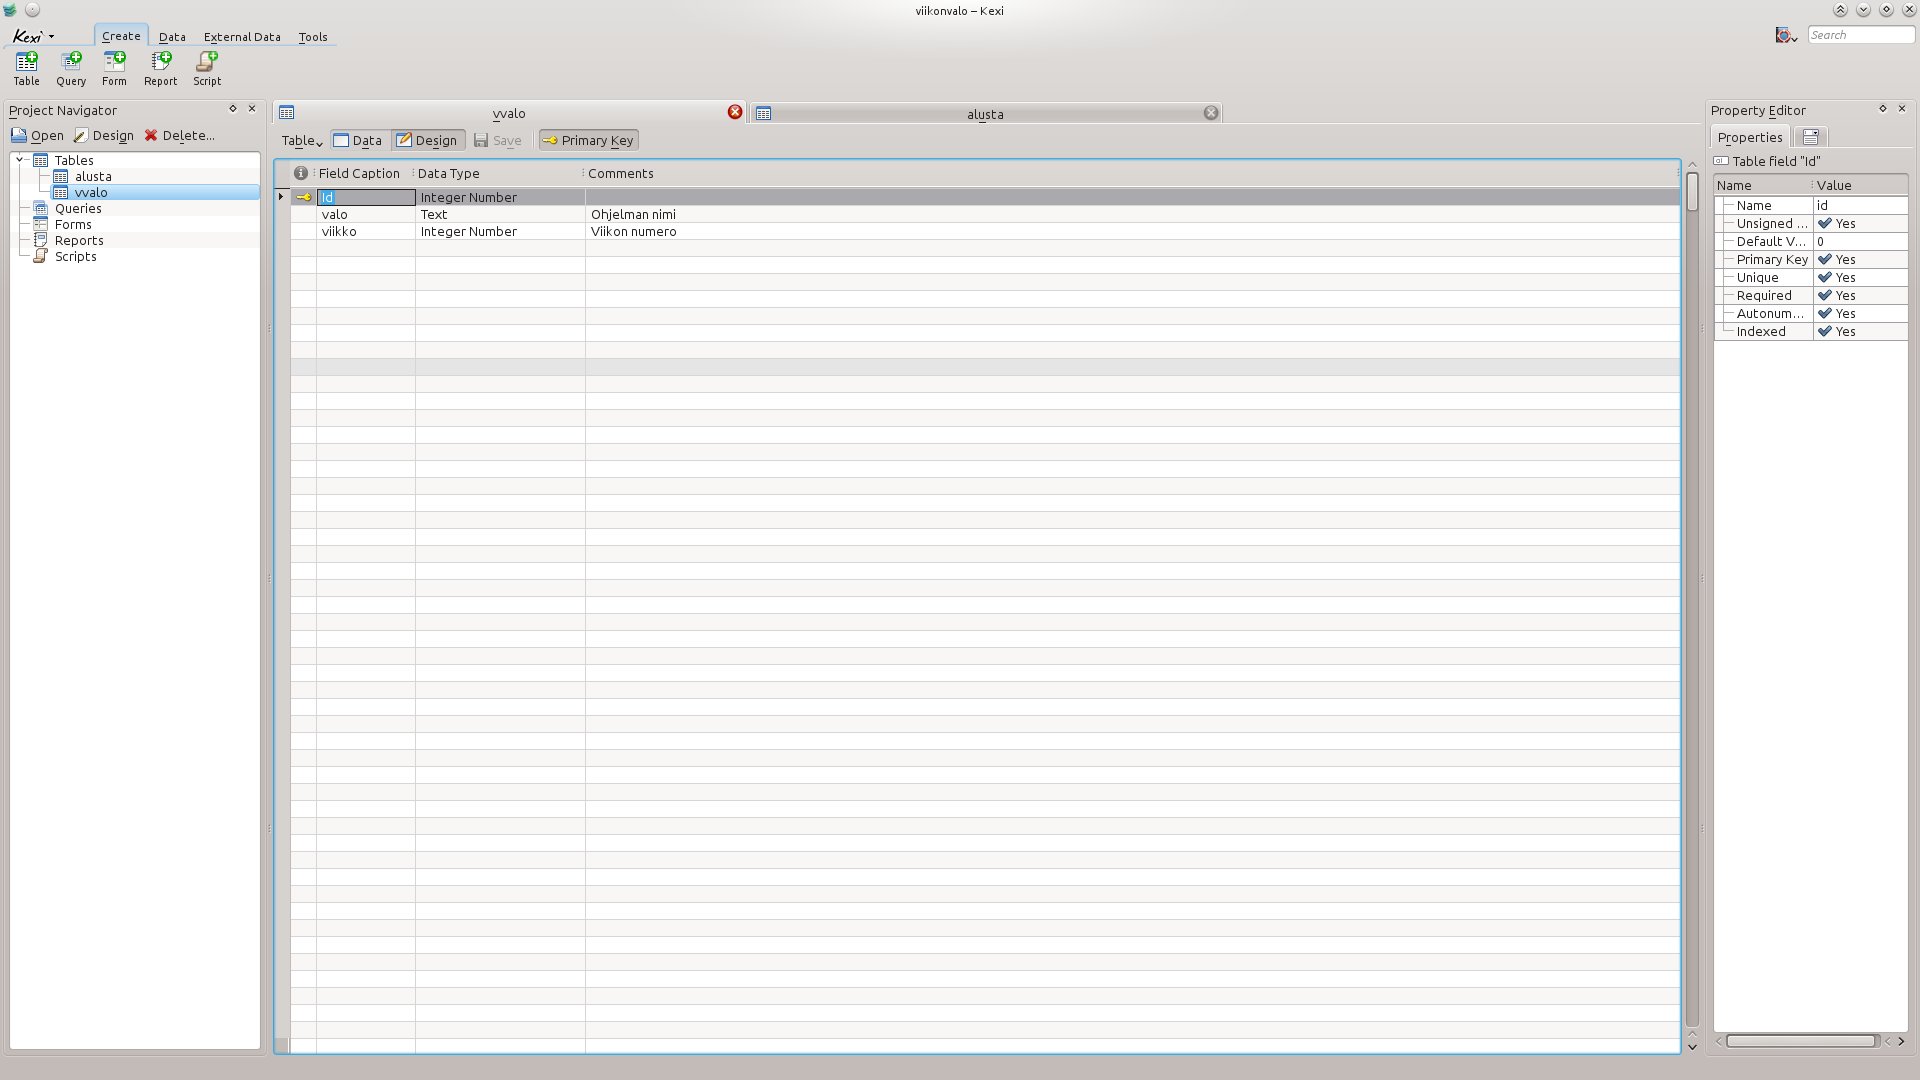 viikonvalo – Kexi
Kexi Create Data External Data Tools
Search
Table Query Form Report Script
Project Navigator
Open Design Delete...
Tables
alusta
vvalo
Queries
Forms
Reports
Scripts
vvalo alusta
Table Data Design Save Primary Key
Field Caption Data Type Comments
Id Integer Number
valo Text Ohjelman nimi
viikko Integer Number Viikon numero
Property Editor
Properties
Table field "Id"
Name Value
Name id
Unsigned ... Yes
Default V... 0
Primary Key Yes
Unique Yes
Required Yes
Autonum... Yes
Indexed Yes